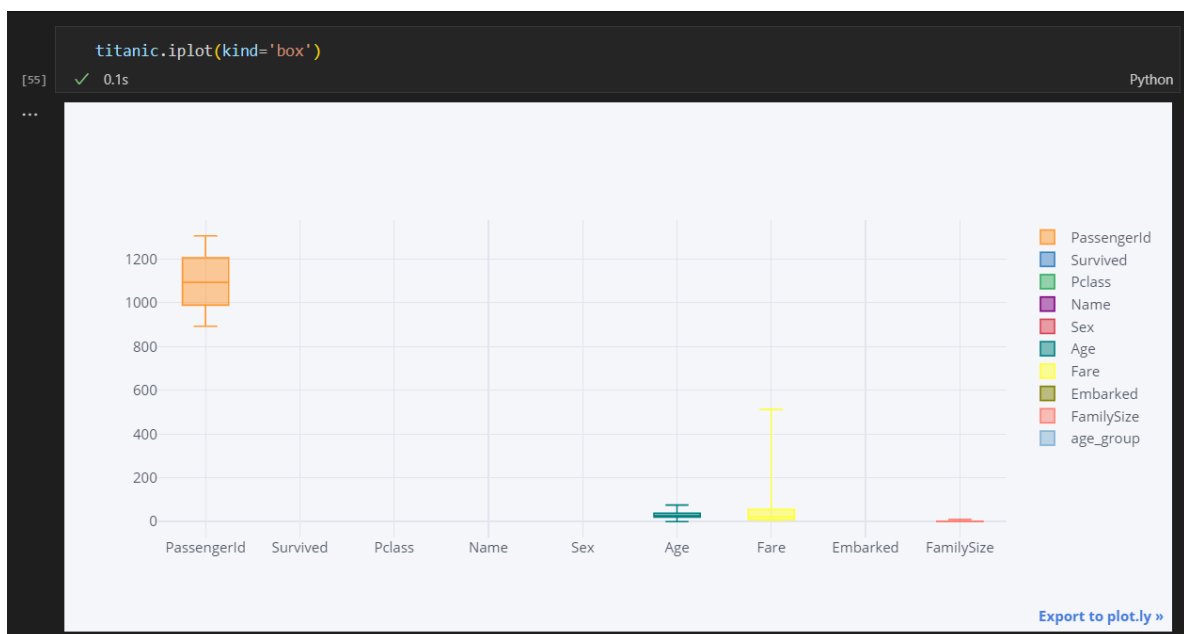 titanic.iplot(kind='box')
[55]
0.1s
Python
...
1200
1000
800
600
400
200
0
PassengerId Survived Pclass Name Sex Age Fare Embarked FamilySize
PassengerId
Survived
Pclass
Name
Sex
Age
Fare
Embarked
FamilySize
age_group
Export to plot.ly »